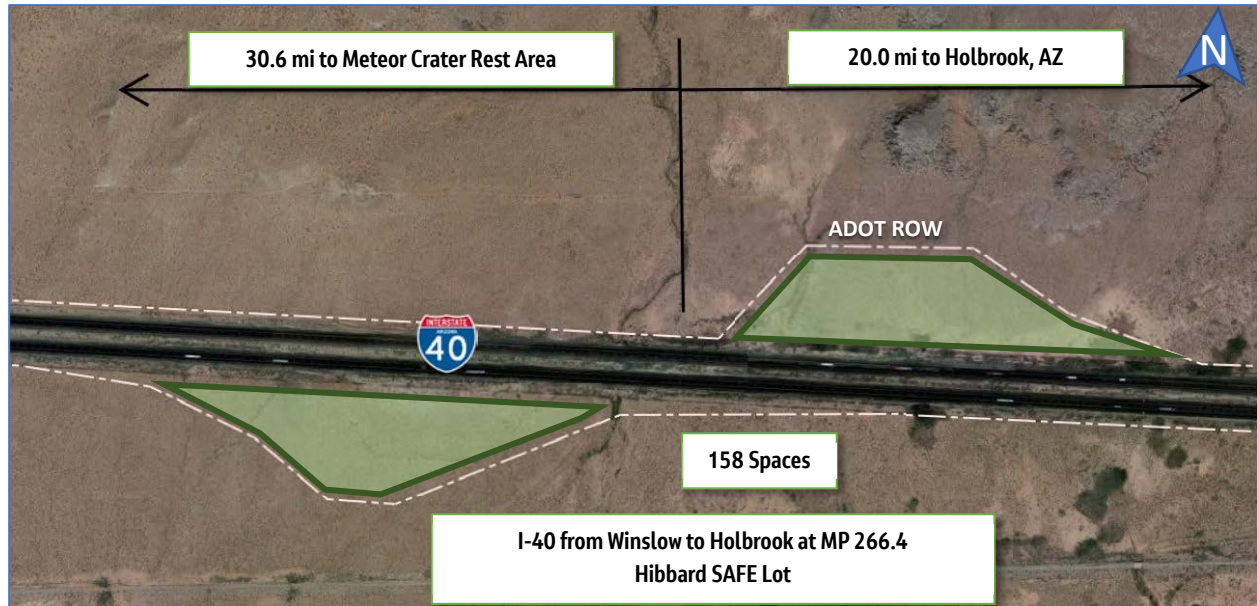 30.6 mi to Meteor Crater Rest Area
20.0 mi to Holbrook, AZ
N
ADOT ROW
INTERSTATE
ARIZONA
40
158 Spaces
I-40 from Winslow to Holbrook at MP 266.4
Hibbard SAFE Lot